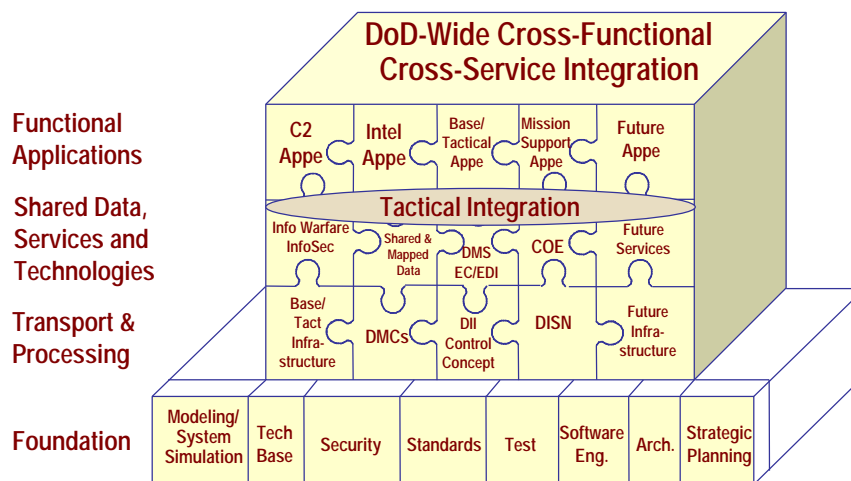 DoD-Wide Cross-Functional
Cross-Service Integration
Functional
Applications
C2
Appe
Intel
Appe
Base/
Tactical
Appe
Mission
Support
Appe
Future
Appe
Tactical Integration
Shared Data,
Services and
Technologies
Info Warfare
InfoSec
Shared &
Mapped
Data
DMS
EC/EDI
COE
Future
Services
Transport &
Processing
Base/
Tact
Infra-
structure
DMCs
DII
Control
Concept
DISN
Future
Infra-
structure
Foundation
Modeling/
System
Simulation
Tech
Base
Security
Standards
Test
Software
Eng.
Arch.
Strategic
Planning